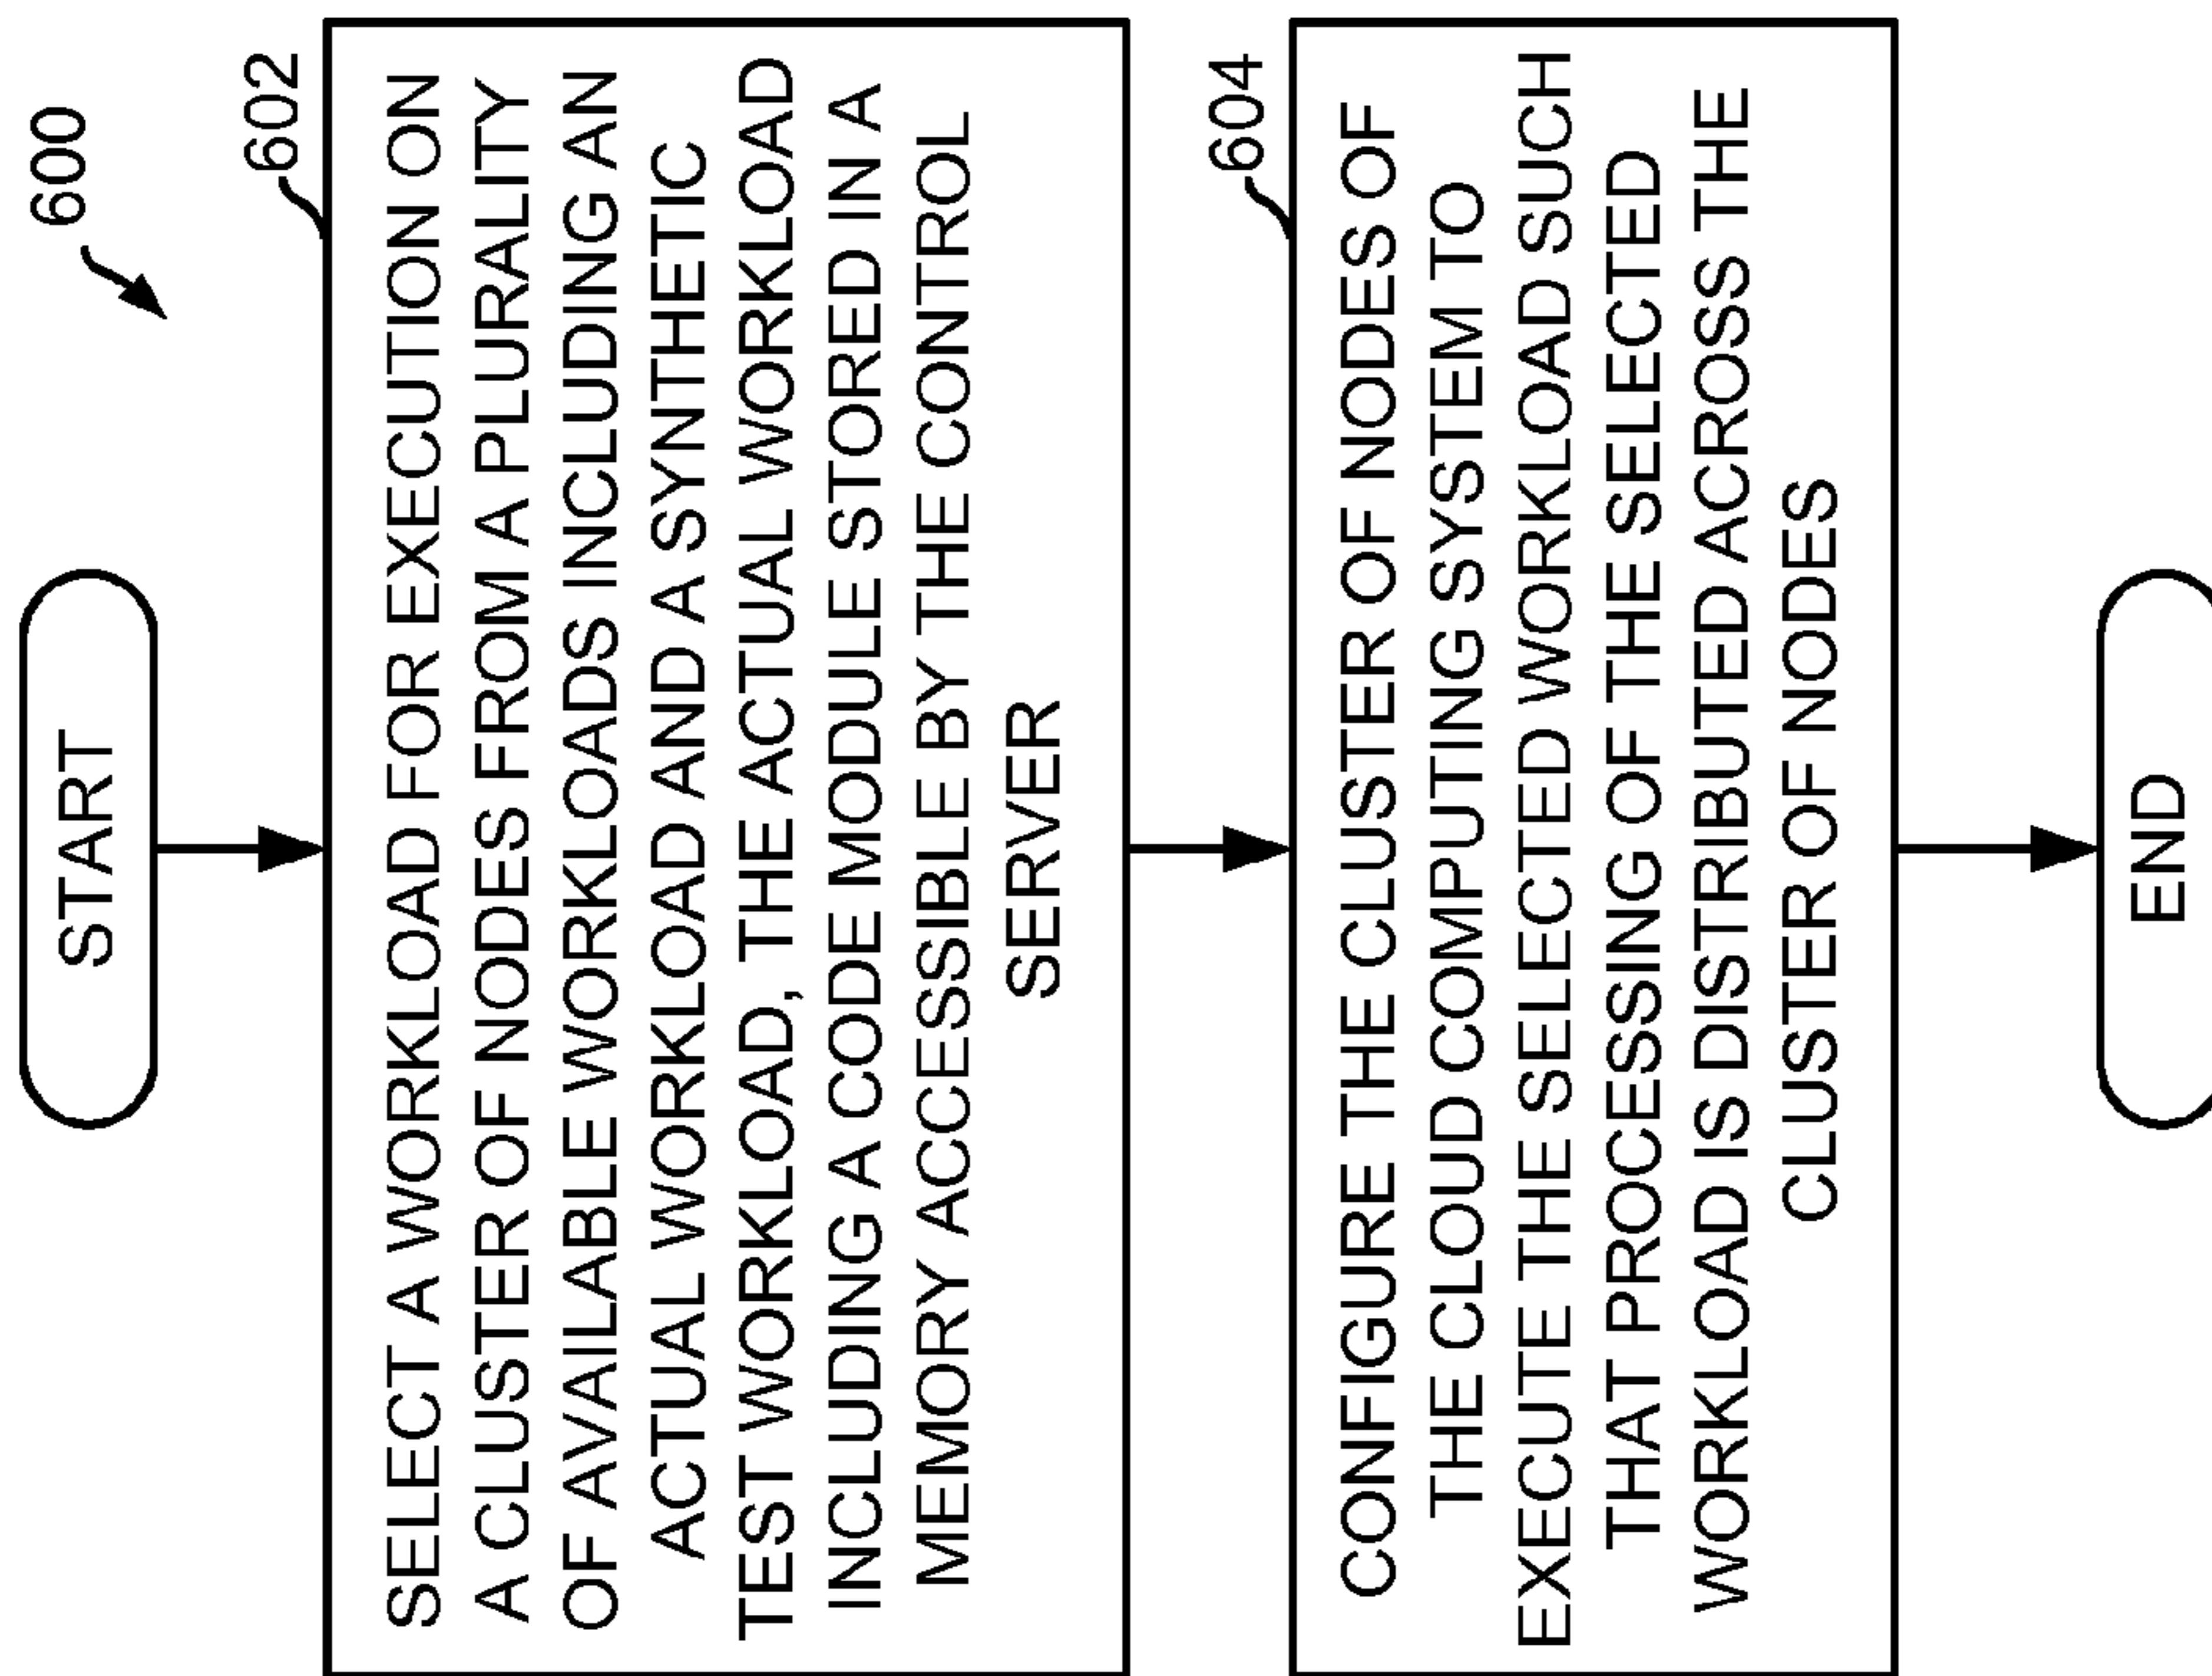 600
START
602
SELECT A WORKLOAD FOR EXECUTION ON
A CLUSTER OF NODES FROM A PLURALITY
OF AVAILABLE WORKLOADS INCLUDING AN
ACTUAL WORKLOAD AND A SYNTHETIC
TEST WORKLOAD, THE ACTUAL WORKLOAD
INCLUDING A CODE MODULE STORED IN A
MEMORY ACCESSIBLE BY THE CONTROL
SERVER
604
CONFIGURE THE CLUSTER OF NODES OF
THE CLOUD COMPUTING SYSTEM TO
EXECUTE THE SELECTED WORKLOAD SUCH
THAT PROCESSING OF THE SELECTED
WORKLOAD IS DISTRIBUTED ACROSS THE
CLUSTER OF NODES
END